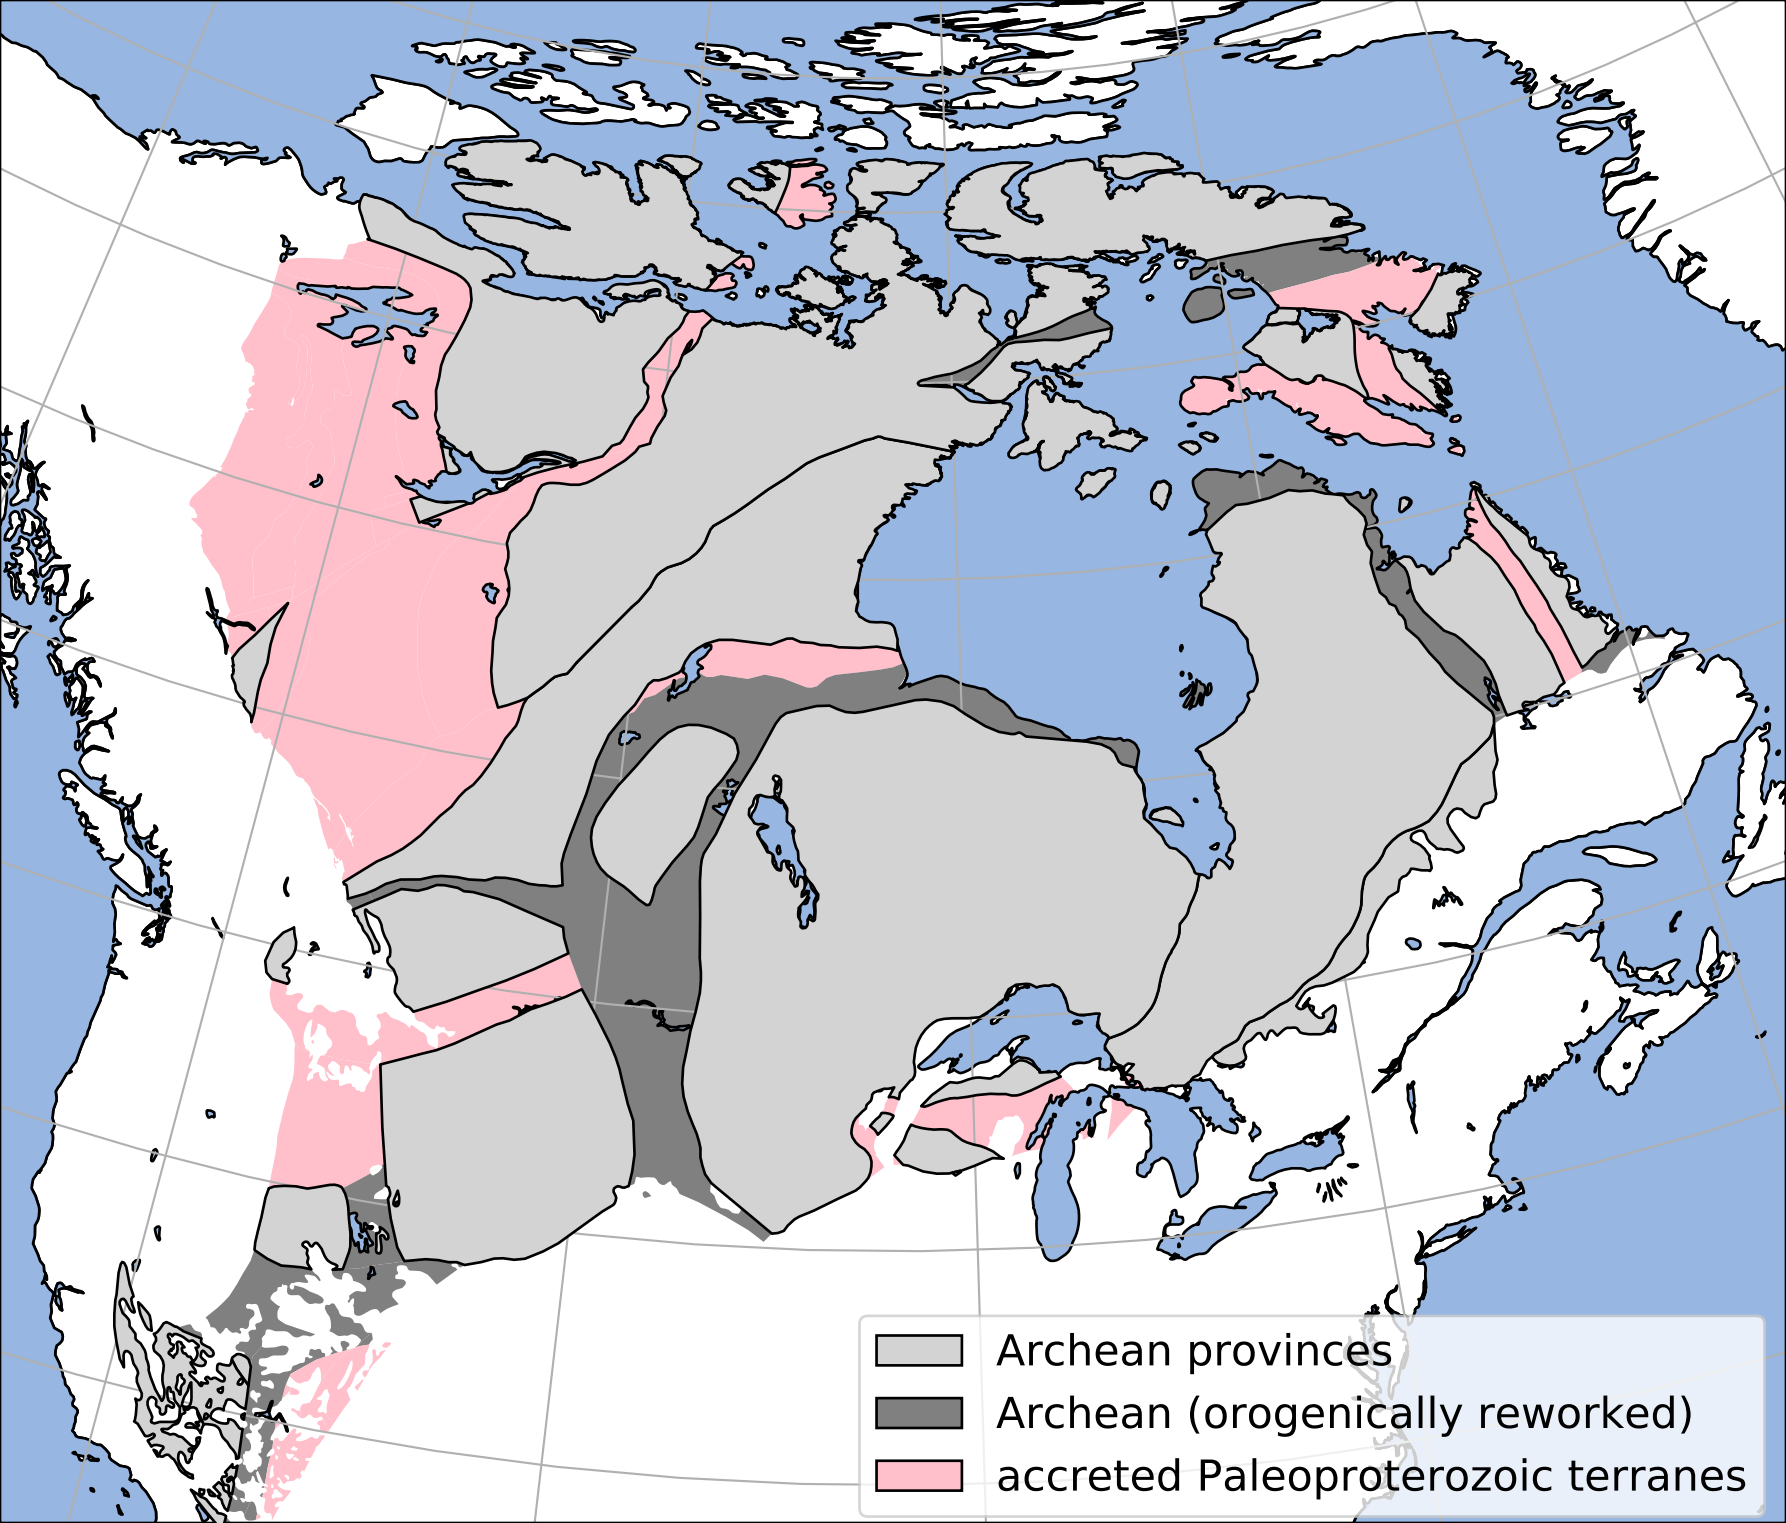 Archean provinces
Archean (orogenically reworked)
accreted Paleoproterozoic terranes